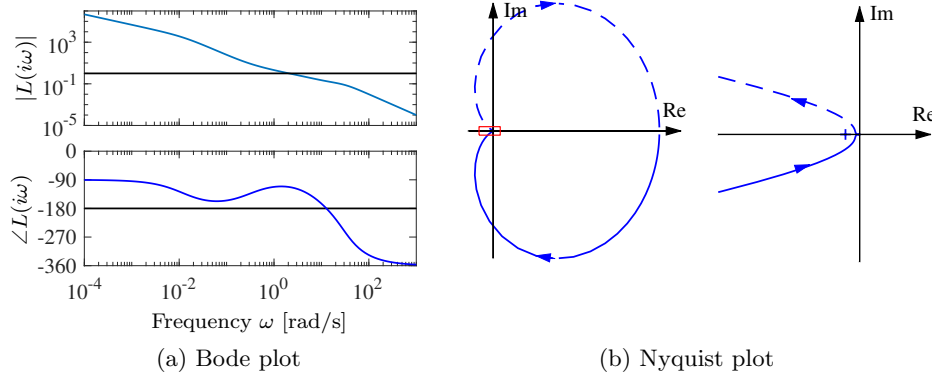 |L(iω)|
10^3
10^-1
10^-5
∠L(iω)
0
-90
-180
-270
-360
10^-4
10^-2
10^0
10^2
Frequency ω [rad/s]
(a) Bode plot
Im
Re
Im
Re
(b) Nyquist plot